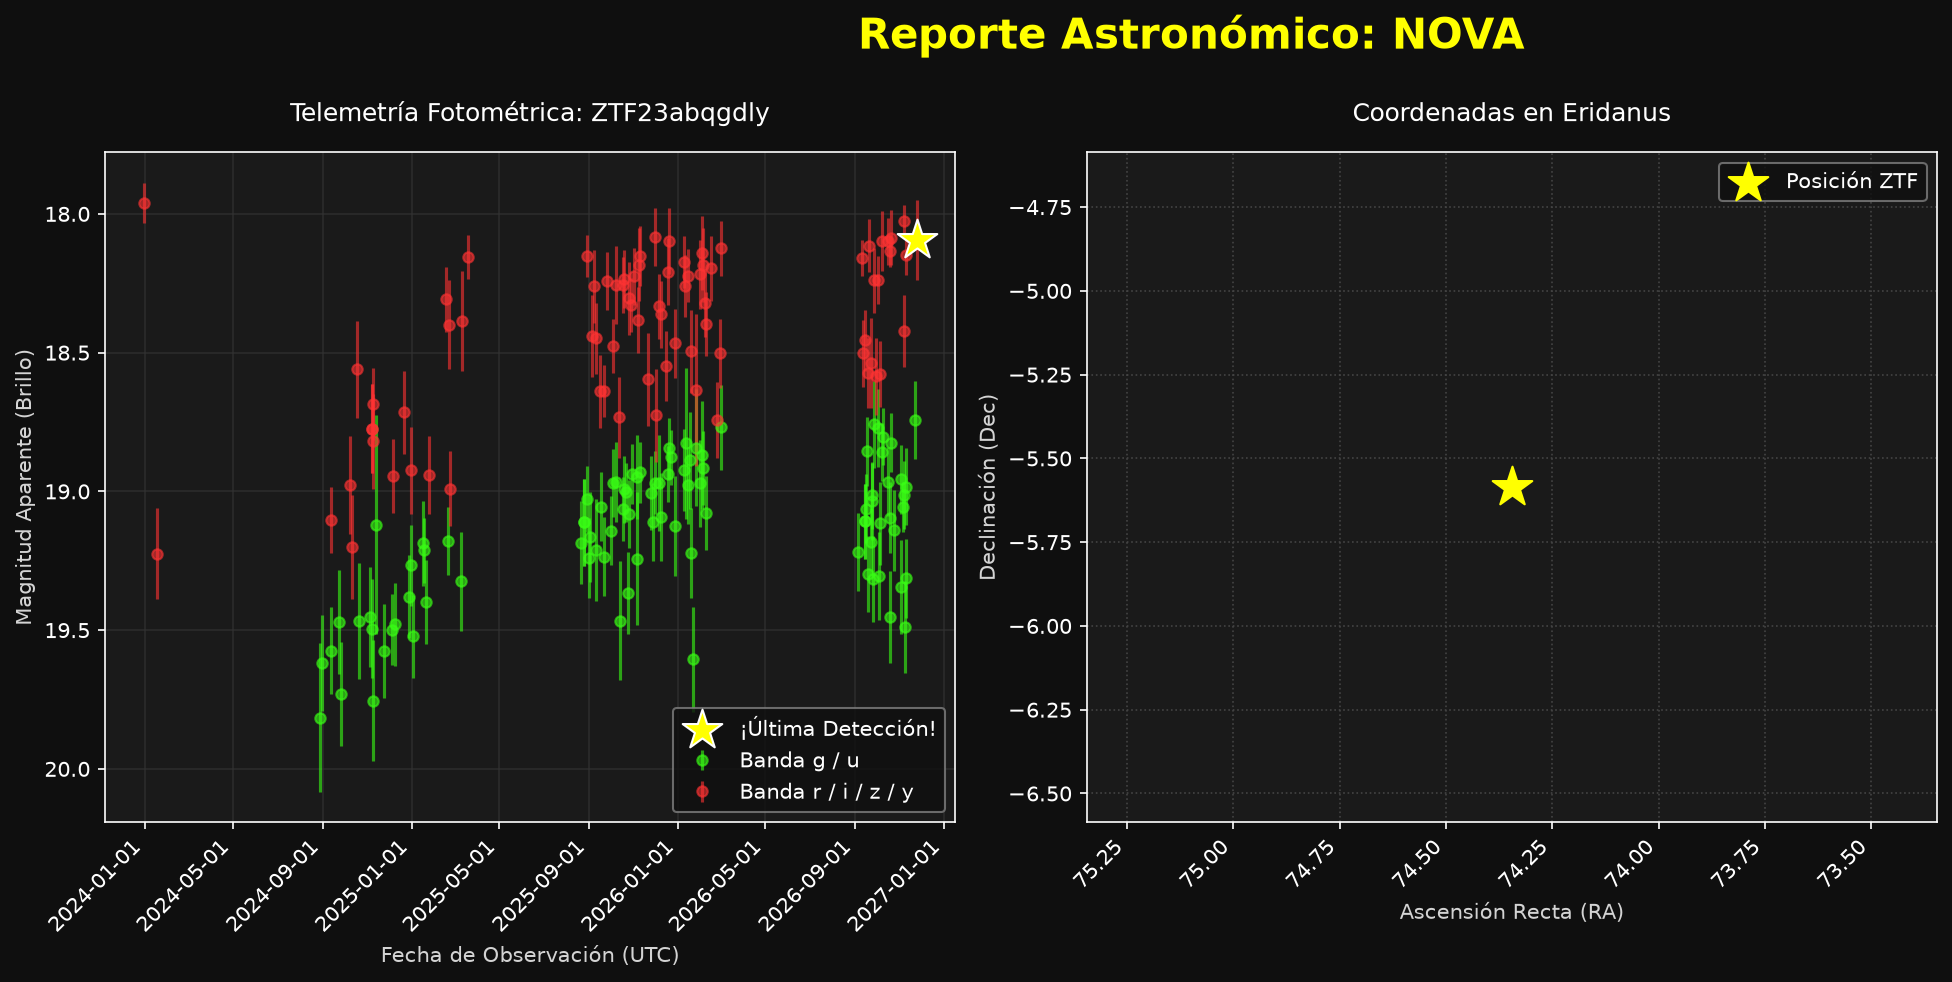 Reporte Astronómico: NOVA
Telemetría Fotométrica: ZTF23abqgdly
Magnitud Aparente (Brillo)
18.0
18.5
19.0
19.5
20.0
¡Última Detección!
Banda g / u
Banda r / i / z / y
2024-01-01
2024-05-01
2024-09-01
2025-01-01
2025-05-01
2025-09-01
2026-01-01
2026-05-01
2026-09-01
2027-01-01
Fecha de Observación (UTC)
Coordenadas en Eridanus
Declinación (Dec)
−4.75
−5.00
−5.25
−5.50
−5.75
−6.00
−6.25
−6.50
Posición ZTF
75.25
75.00
74.75
74.50
74.25
74.00
73.75
73.50
Ascensión Recta (RA)